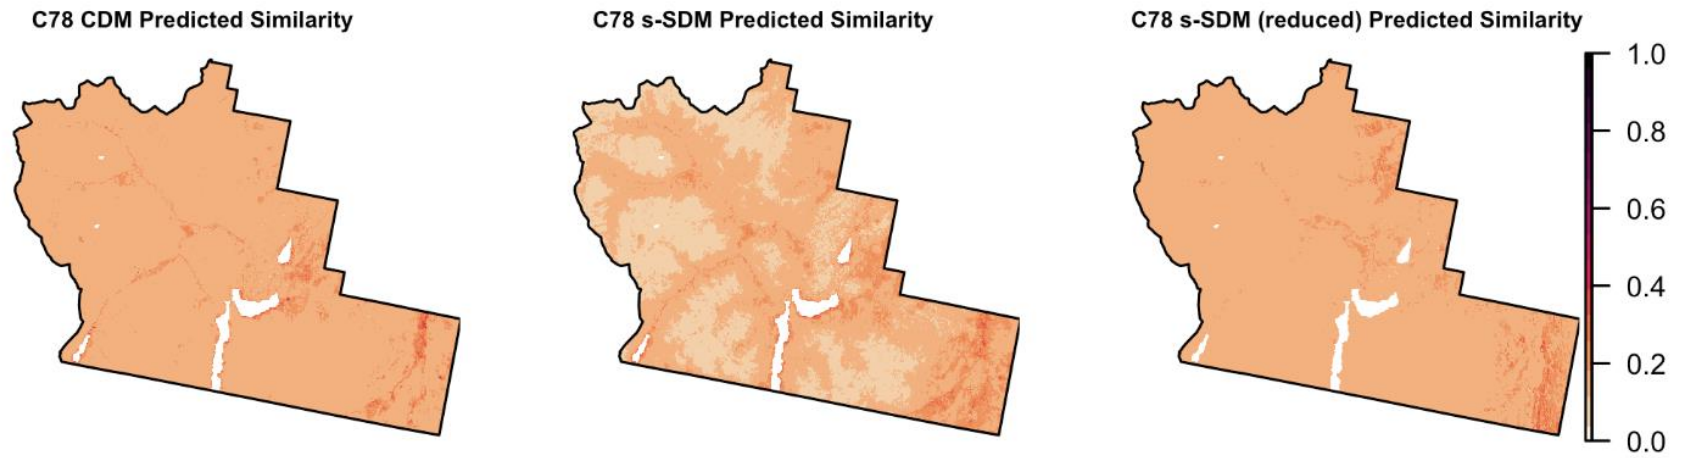 C78 CDM Predicted Similarity
C78 s-SDM Predicted Similarity
C78 s-SDM (reduced) Predicted Similarity
1.0
0.8
0.6
0.4
0.2
0.0